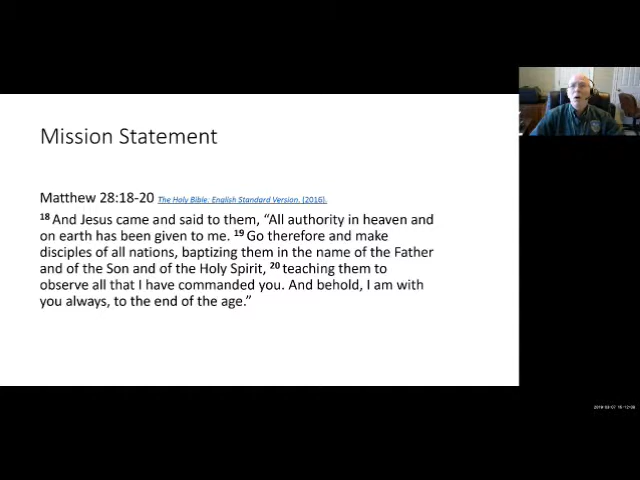 Mission Statement
Matthew 28:18-20 The Holy Bible: English Standard Version. (2016).
18 And Jesus came and said to them, “All authority in heaven and
on earth has been given to me. 19 Go therefore and make
disciples of all nations, baptizing them in the name of the Father
and of the Son and of the Holy Spirit, 20 teaching them to
observe all that I have commanded you. And behold, I am with
you always, to the end of the age.”